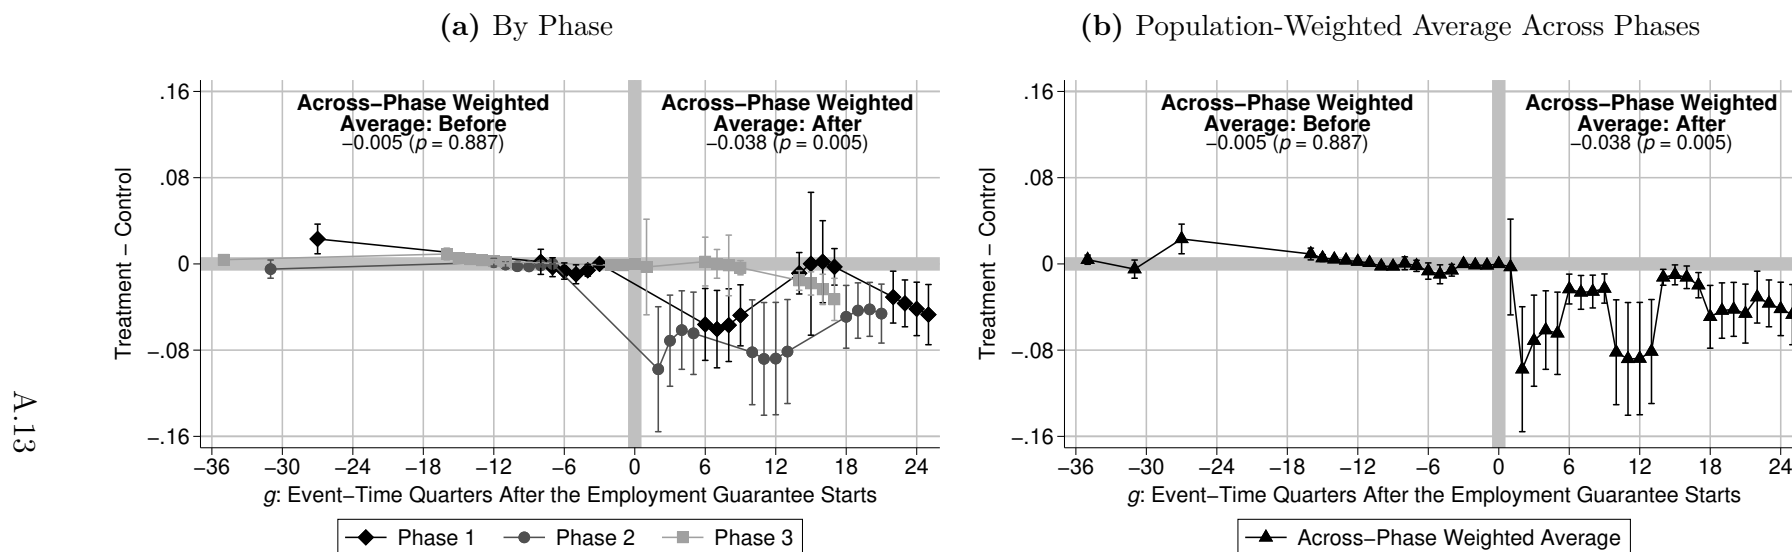 (a) By Phase
.16
.08
0
−.08
−.16
Treatment − Control
Across−Phase Weighted
Average: Before
−0.005 (p = 0.887)
Across−Phase Weighted
Average: After
−0.038 (p = 0.005)
−36 −30 −24 −18 −12 −6 0 6 12 18 24
g: Event−Time Quarters After the Employment Guarantee Starts
Phase 1 Phase 2 Phase 3
(b) Population-Weighted Average Across Phases
.16
.08
0
−.08
−.16
Treatment − Control
Across−Phase Weighted
Average: Before
−0.005 (p = 0.887)
Across−Phase Weighted
Average: After
−0.038 (p = 0.005)
−36 −30 −24 −18 −12 −6 0 6 12 18 24
g: Event−Time Quarters After the Employment Guarantee Starts
Across−Phase Weighted Average
A.13